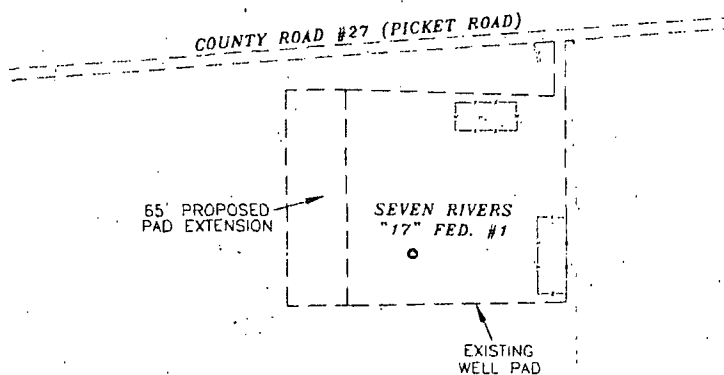 COUNTY ROAD #27 (PICKET ROAD)
65' PROPOSED
PAD EXTENSION
SEVEN RIVERS
"17" FED. #1
EXISTING
WELL PAD